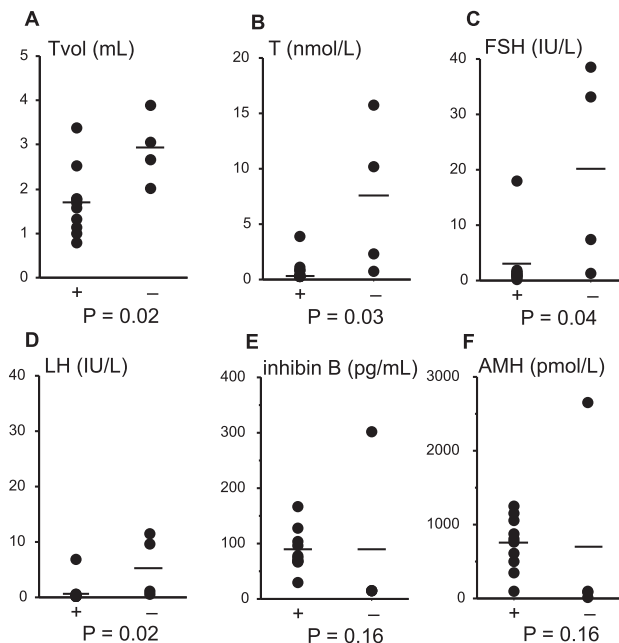 A
Tvol (mL)
5
4
3
2
1
0
+ –
P = 0.02
B
T (nmol/L)
20
15
10
5
0
+ –
P = 0.03
C
FSH (IU/L)
40
30
20
10
0
+ –
P = 0.04
D
LH (IU/L)
40
30
20
10
0
+ –
P = 0.02
E
inhibin B (pg/mL)
400
300
200
100
0
+ –
P = 0.16
F
AMH (pmol/L)
3000
2000
1000
0
+ –
P = 0.16